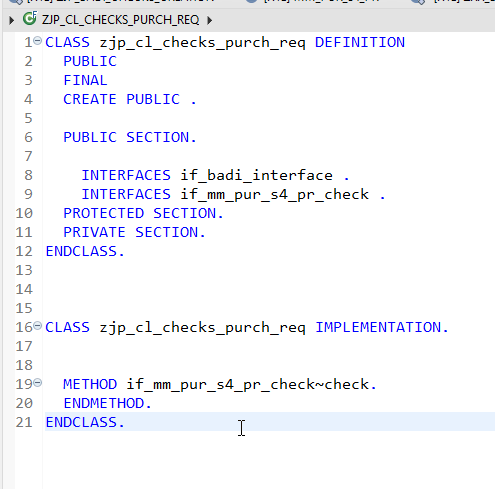 ZJP_CL_CHECKS_PURCH_REQ
1 CLASS zjp_cl_checks_purch_req DEFINITION
2 PUBLIC
3 FINAL
4 CREATE PUBLIC .
5
6 PUBLIC SECTION.
7
8 INTERFACES if_badi_interface .
9 INTERFACES if_mm_pur_s4_pr_check .
10 PROTECTED SECTION.
11 PRIVATE SECTION.
12 ENDCLASS.
13
14
15
16 CLASS zjp_cl_checks_purch_req IMPLEMENTATION.
17
18
19 METHOD if_mm_pur_s4_pr_check~check.
20 ENDMETHOD.
21 ENDCLASS.